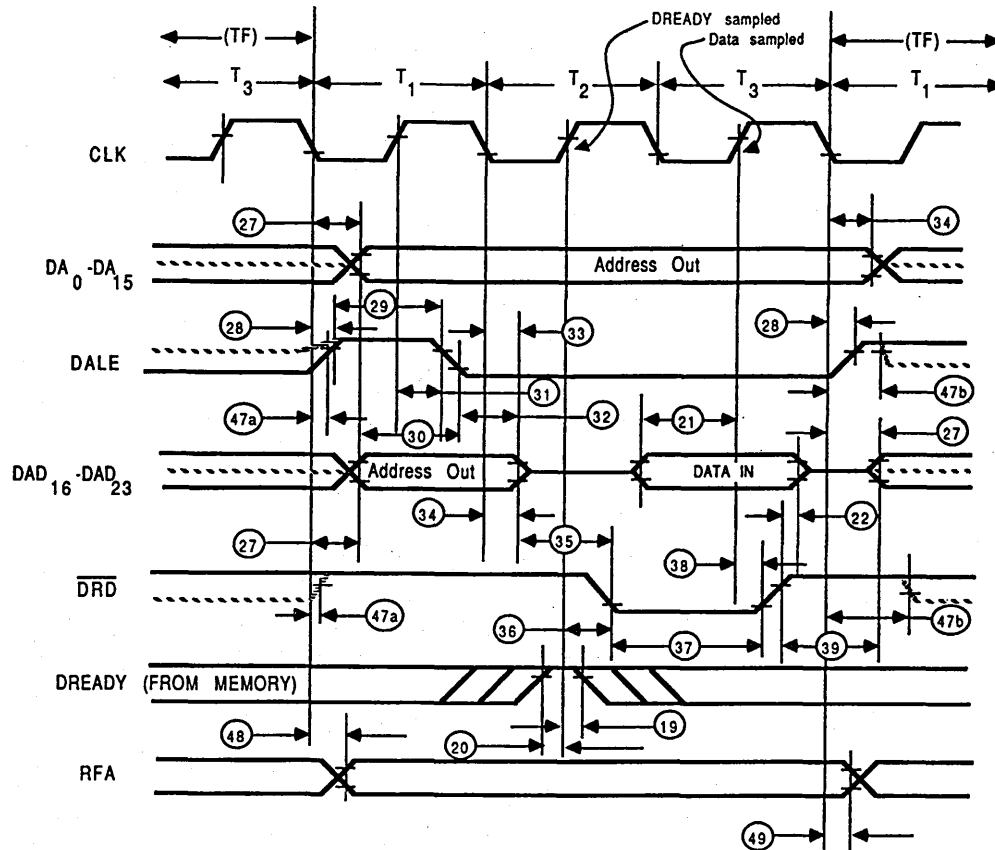 DREADY sampled
(TF) Data sampled (TF)
T3 T1 T2 T3 T1
CLK
27 34
DA0-DA15 Address Out
29
28 33 28
DALE
31 47b
47a 30 32 21
27
DAD16-DAD23 Address Out DATA IN
34 22
27 35
38
DRD
47a 47b
36 37 39
DREADY (FROM MEMORY)
48 19
20
RFA
49